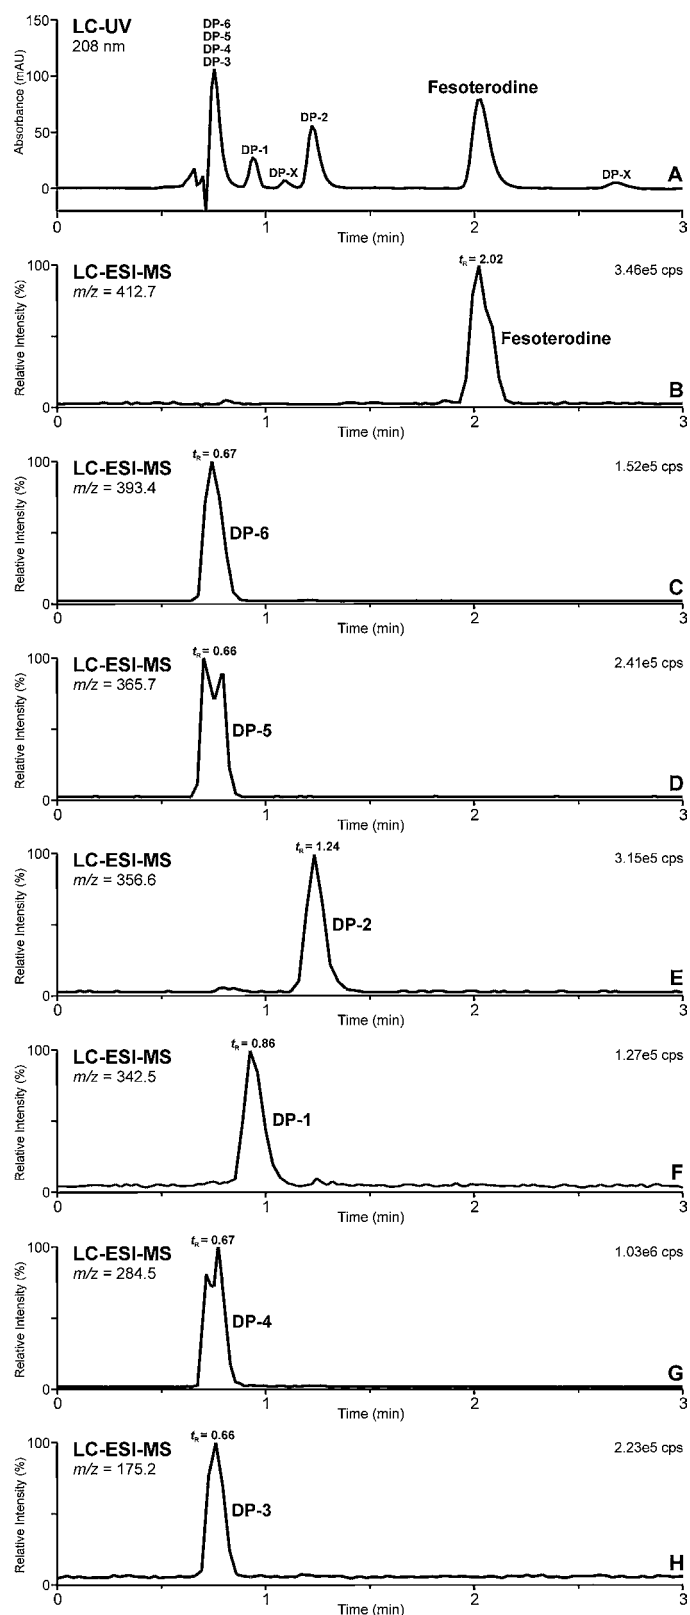 LC-UV
208 nm
DP-6
DP-5
DP-4
DP-3
DP-1
DP-X
DP-2
Fesoterodine
DP-X
A
Absorbance (mAU)
150
100
50
0
0 1 2 3
Time (min)
LC-ESI-MS
m/z = 412.7
tR = 2.02
3.46e5 cps
Fesoterodine
B
Relative Intensity (%)
100
0
0 1 2 3
Time (min)
LC-ESI-MS
m/z = 393.4
tR = 0.67
1.52e5 cps
DP-6
C
Relative Intensity (%)
100
0
0 1 2 3
Time (min)
LC-ESI-MS
m/z = 365.7
tR = 0.66
2.41e5 cps
DP-5
D
Relative Intensity (%)
100
0
0 1 2 3
Time (min)
LC-ESI-MS
m/z = 356.6
tR = 1.24
3.15e5 cps
DP-2
E
Relative Intensity (%)
100
0
0 1 2 3
Time (min)
LC-ESI-MS
m/z = 342.5
tR = 0.86
1.27e5 cps
DP-1
F
Relative Intensity (%)
100
0
0 1 2 3
Time (min)
LC-ESI-MS
m/z = 284.5
tR = 0.67
1.03e6 cps
DP-4
G
Relative Intensity (%)
100
0
0 1 2 3
Time (min)
LC-ESI-MS
m/z = 175.2
tR = 0.66
2.23e5 cps
DP-3
H
Relative Intensity (%)
100
0
0 1 2 3
Time (min)